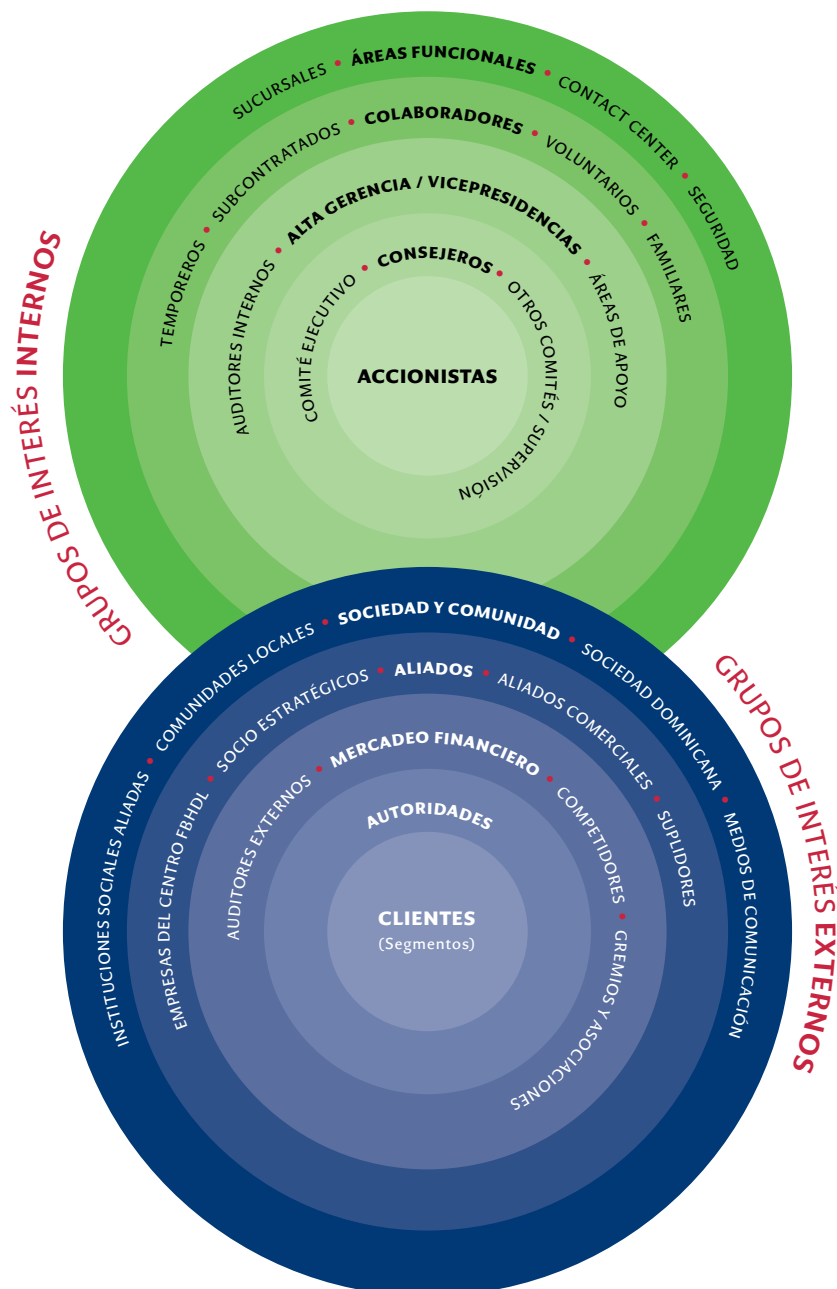 GRUPOS DE INTERÉS INTERNOS
SUCURSALES • ÁREAS FUNCIONALES • CONTACT CENTER • SEGURIDAD
TEMPOREROS • SUBCONTRATADOS • COLABORADORES • VOLUNTARIOS • FAMILIARES
AUDITORES INTERNOS • ALTA GERENCIA / VICEPRESIDENCIAS • ÁREAS DE APOYO
COMITÉ EJECUTIVO • CONSEJEROS • OTROS COMITÉS / SUPERVISIÓN
ACCIONISTAS
GRUPOS DE INTERÉS EXTERNOS
INSTITUCIONES SOCIALES ALIADAS • COMUNIDADES LOCALES • SOCIEDAD Y COMUNIDAD • SOCIEDAD DOMINICANA • MEDIOS DE COMUNICACIÓN
EMPRESAS DEL CENTRO FBHDL • SOCIO ESTRATÉGICOS • ALIADOS • ALIADOS COMERCIALES • SUPLIDORES
AUDITORES EXTERNOS • MERCADEO FINANCIERO • COMPETIDORES • GREMIOS Y ASOCIACIONES
AUTORIDADES
CLIENTES
(Segmentos)